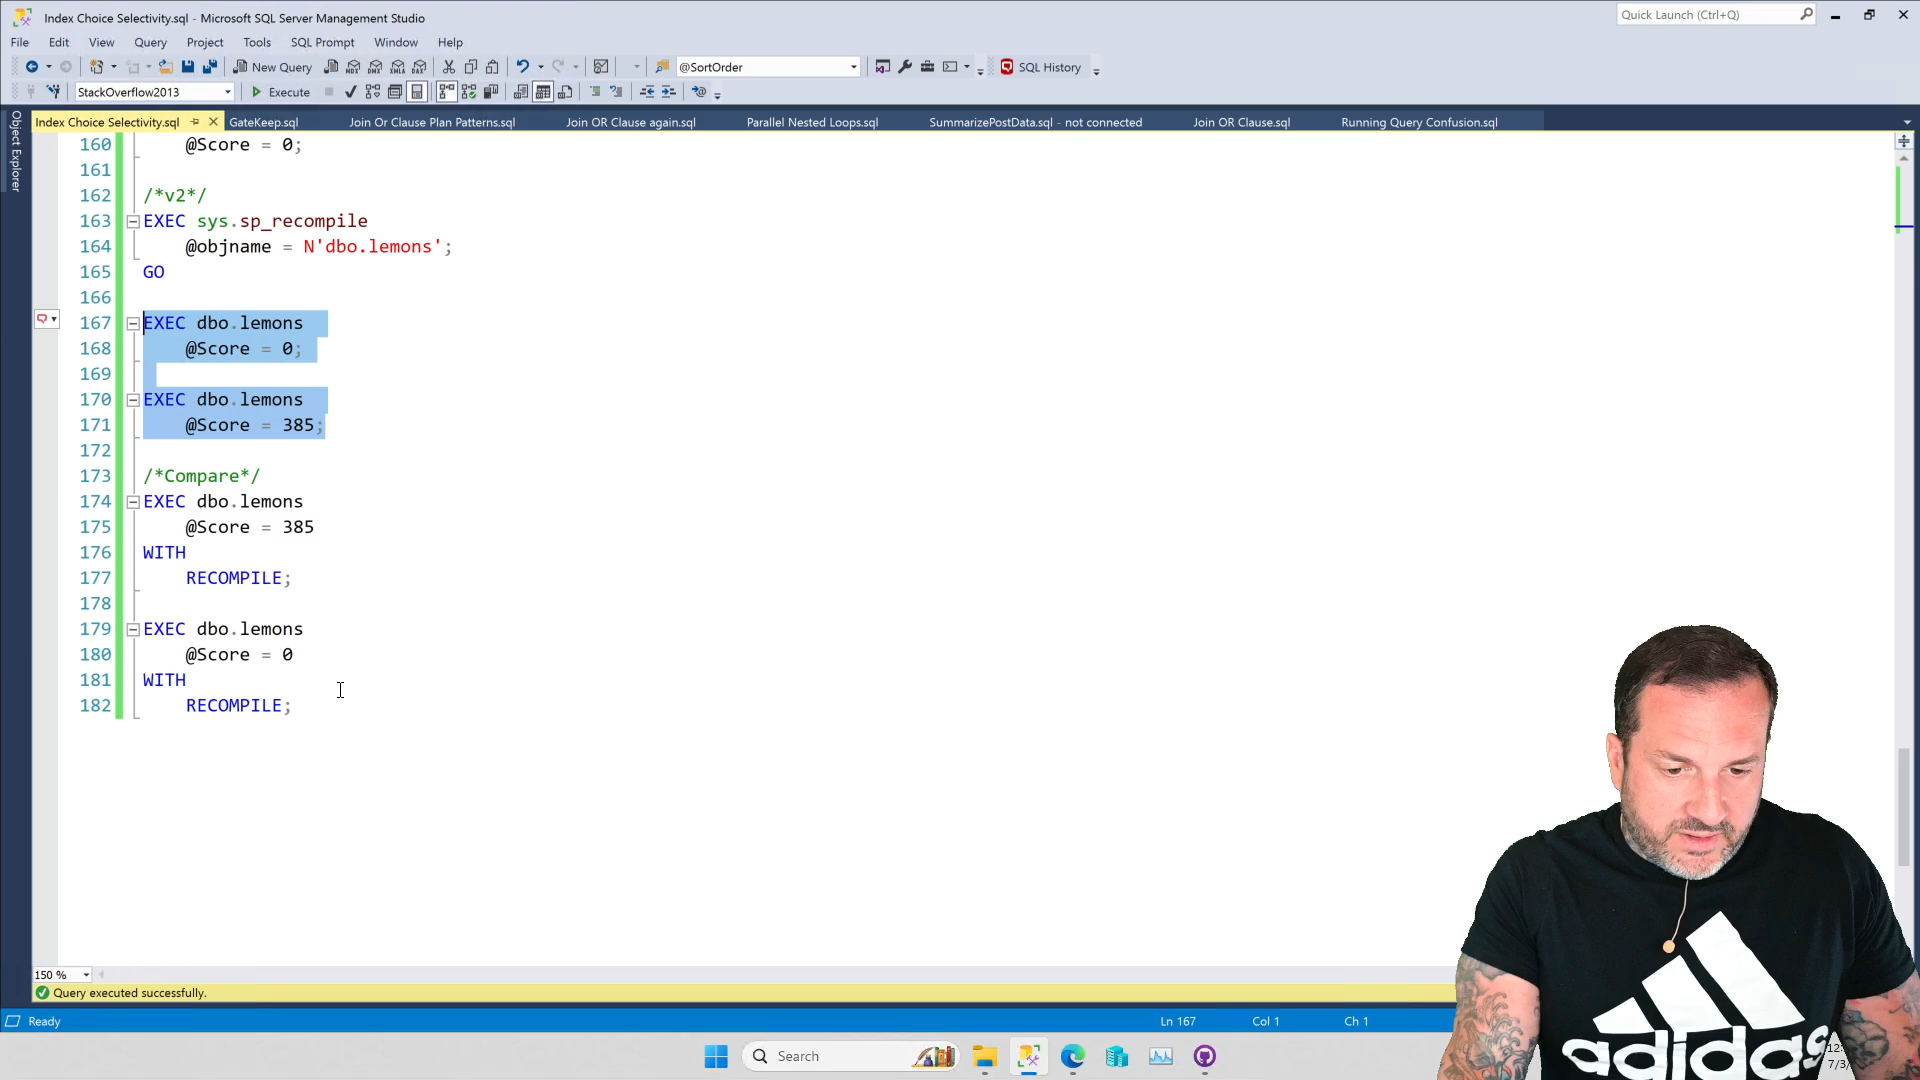 Index Choice Selectivity.sql - Microsoft SQL Server Management Studio
Quick Launch (Ctrl+Q)
File Edit View Query Project Tools SQL Prompt Window Help
New Query MDX DMX XMLA DAX @SortOrder SQL History
StackOverflow2013 Execute
Index Choice Selectivity.sql GateKeep.sql Join Or Clause Plan Patterns.sql Join OR Clause again.sql Parallel Nested Loops.sql SummarizePostData.sql - not connected Join OR Clause.sql Running Query Confusion.sql
Object Explorer
160 @Score = 0;
161
162 /*v2*/
163 EXEC sys.sp_recompile
164 @objname = N'dbo.lemons';
165 GO
166
167 EXEC dbo.lemons
168 @Score = 0;
169
170 EXEC dbo.lemons
171 @Score = 385;
172
173 /*Compare*/
174 EXEC dbo.lemons
175 @Score = 385
176 WITH
177 RECOMPILE;
178
179 EXEC dbo.lemons
180 @Score = 0
181 WITH
182 RECOMPILE;
150 %
Query executed successfully.
Ready Ln 167 Col 1 Ch 1
Search
adidas